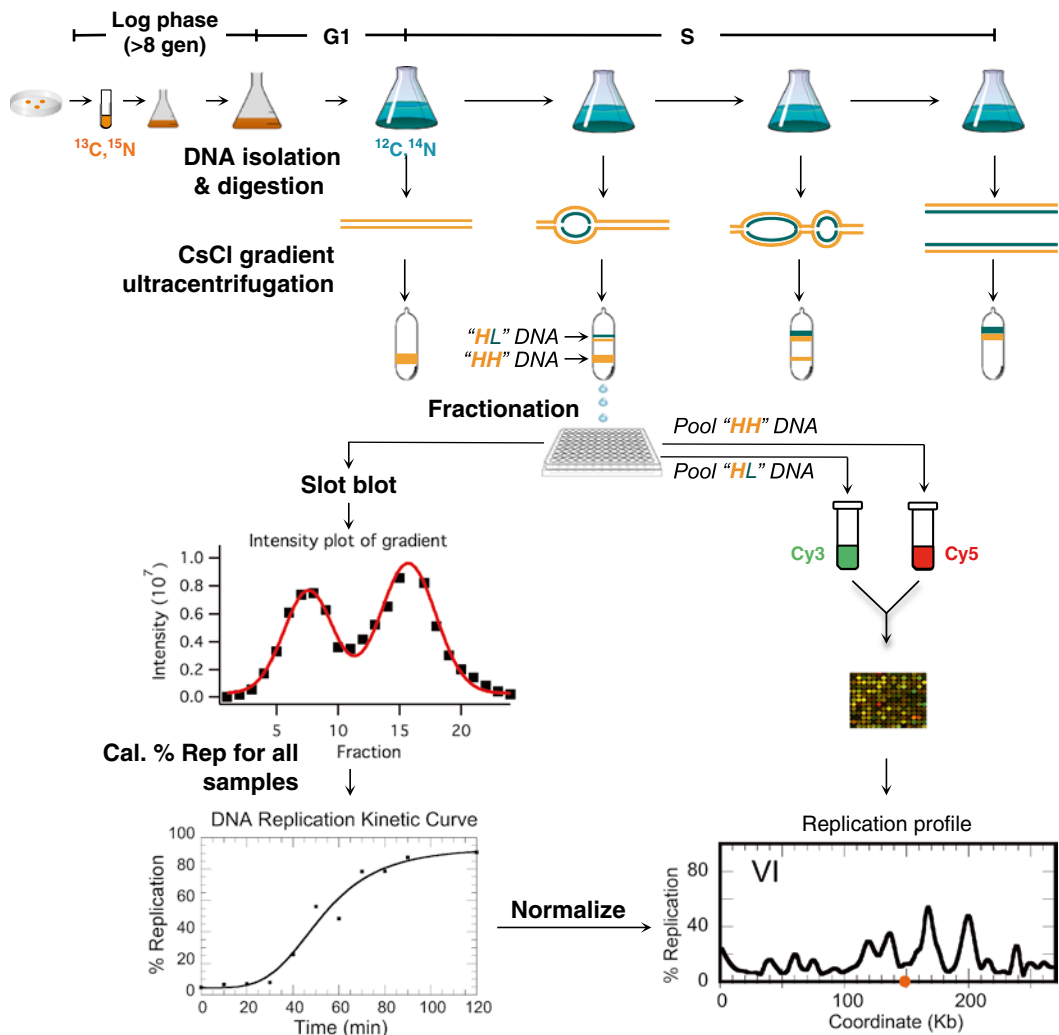 Log phase
(>8 gen)
G1
S
13C,15N
12C,14N
DNA isolation
& digestion
CsCl gradient
ultracentrifugation
“HL” DNA
“HH” DNA
Fractionation
Pool “HH” DNA
Pool “HL” DNA
Slot blot
Cy3
Cy5
Intensity plot of gradient
Intensity (10⁷)
1.0
0.8
0.6
0.4
0.2
0.0
5 10 15 20
Fraction
Cal. % Rep for all
samples
DNA Replication Kinetic Curve
% Replication
100
80
60
40
20
0
0 20 40 60 80 100 120
Time (min)
Normalize
Replication profile
VI
% Replication
80
40
0
0 100 200
Coordinate (Kb)